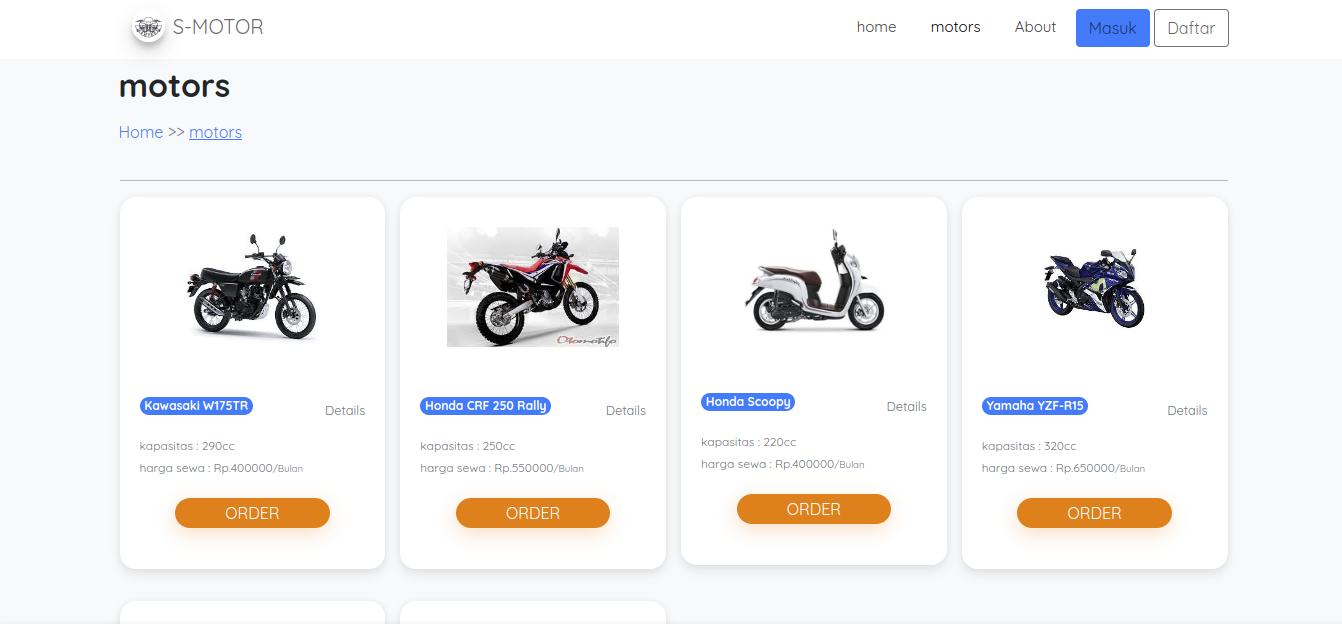 S-MOTOR
home motors About Masuk Daftar
motors
Home >> motors
Otomotifo
Kawasaki W175TR Details
kapasitas : 290cc
harga sewa : Rp.400000/Bulan
ORDER
Honda CRF 250 Rally Details
kapasitas : 250cc
harga sewa : Rp.550000/Bulan
ORDER
Honda Scoopy Details
kapasitas : 220cc
harga sewa : Rp.400000/Bulan
ORDER
Yamaha YZF-R15 Details
kapasitas : 320cc
harga sewa : Rp.650000/Bulan
ORDER